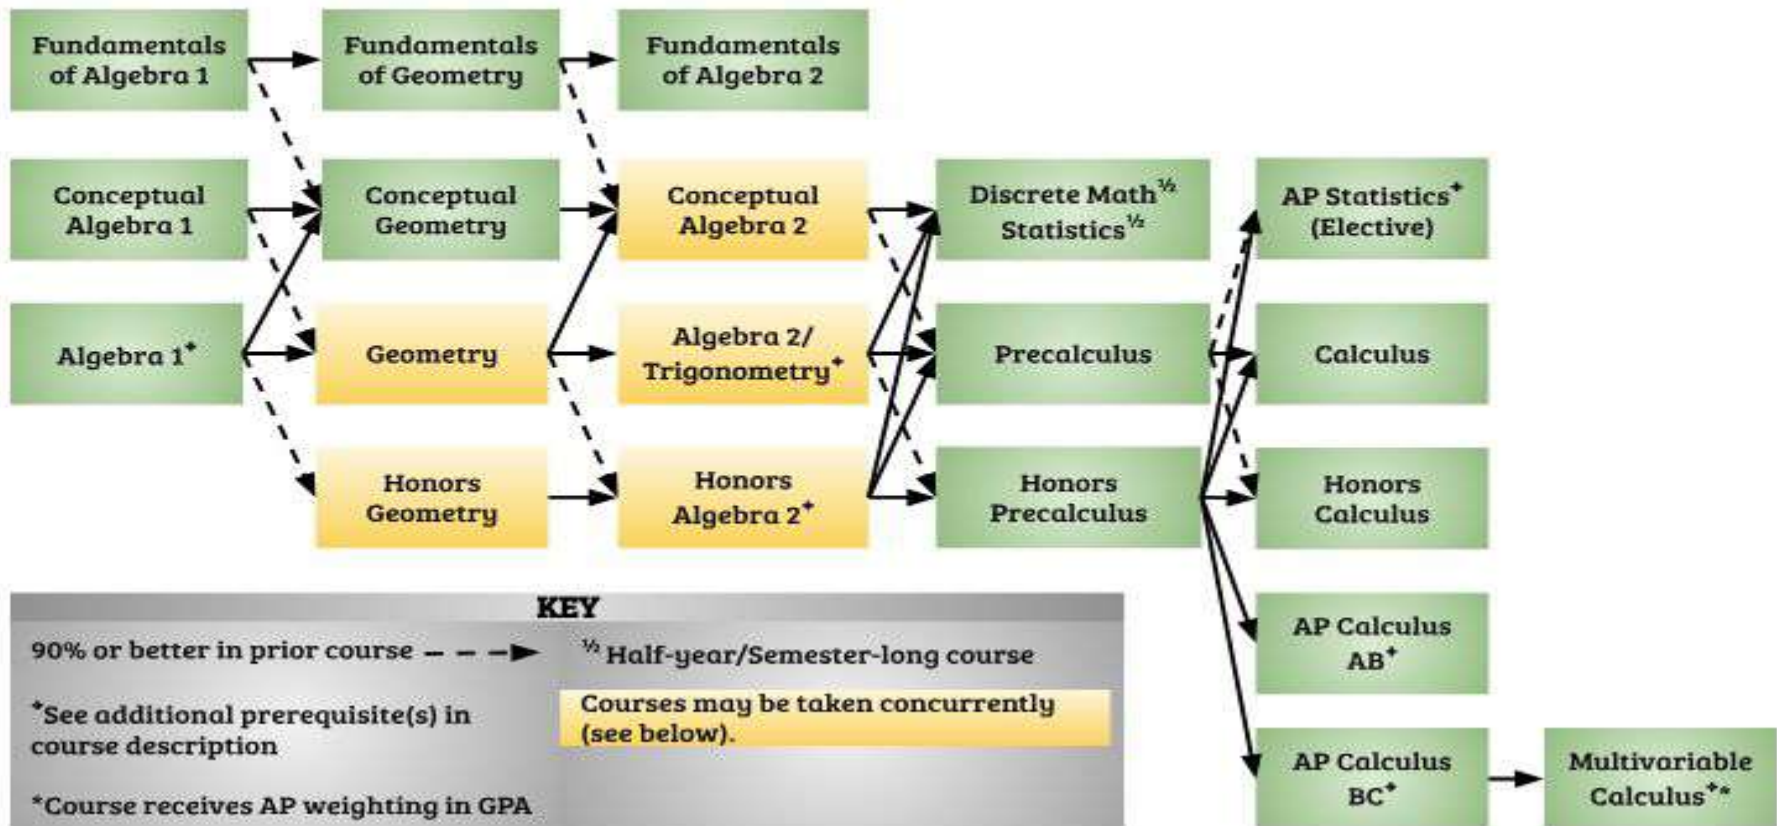 Fundamentals
of Algebra 1
Fundamentals
of Geometry
Fundamentals
of Algebra 2
Conceptual
Algebra 1
Conceptual
Geometry
Conceptual
Algebra 2
Discrete Math½
Statistics½
AP Statistics+
(Elective)
Algebra 1+
Geometry
Algebra 2/
Trigonometry+
Precalculus
Calculus
Honors
Geometry
Honors
Algebra 2+
Honors
Precalculus
Honors
Calculus
AP Calculus
AB+
AP Calculus
BC+
Multivariable
Calculus+*
KEY
90% or better in prior course
½ Half-year/Semester-long course
+See additional prerequisite(s) in
course description
Courses may be taken concurrently
(see below).
*Course receives AP weighting in GPA